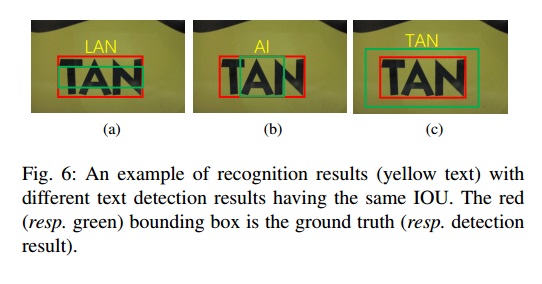 LAN
AI
TAN
TAN
TAN
TAN
(a)
(b)
(c)
Fig. 6: An example of recognition results (yellow text) with
different text detection results having the same IOU. The red
(resp. green) bounding box is the ground truth (resp. detection
result).